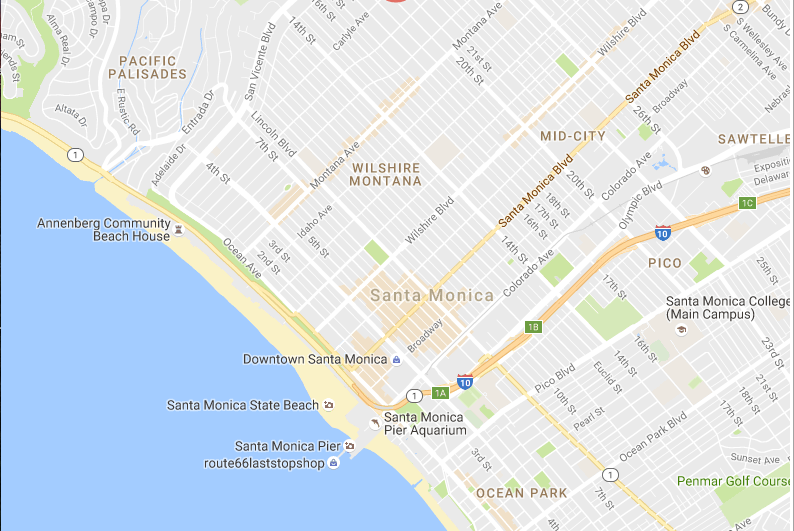 14th St
Carlyle Ave
Montana Ave
21st St
20th St
Wilshire Blvd
2
Bundy D
S Wellesley Ave
S Carmelina Ave
Nebras
Alma Real Dr
San Vicente Blvd
PACIFIC
PALISADES
E Rustic Rd
Entrada Dr
Altata Dr
Adelaide Dr
1
Lincoln Blvd
7th St
4th St
Montana Ave
WILSHIRE
MONTANA
Santa Monica Blvd
Broadway
26th St
MID-CITY
SAWTELLE
Expositi
Delaware
Colorado Ave
Olympic Blvd
20th St
18th St
17th St
16th St
14th St
Santa Monica Blvd
1C
10
PICO
Annenberg Community
Beach House
Idaho Ave
Wilshire Blvd
Ocean Ave
3rd St
2nd St
5th St
Colorado Ave
Santa Monica
Broadway
17th St
25th St
Santa Monica College
(Main Campus)
1B
Downtown Santa Monica
10
1A
1
Pico Blvd
16th St
14th St
Euclid St
10th St
Pearl St
23rd St
21st St
18th St
17th St
Santa Monica State Beach
Santa Monica
Pier Aquarium
Santa Monica Pier
route66laststopshop
3rd St
Ocean Park Blvd
Sunset Ave
1
Penmar Golf Course
OCEAN PARK
7th St
4th St